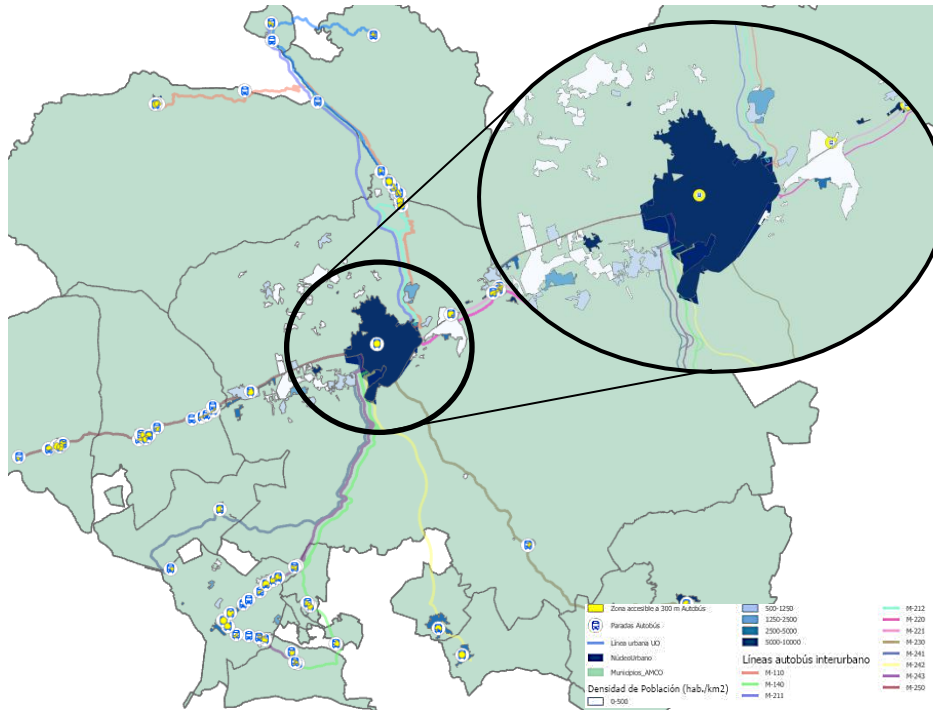 Zona accesible a 300 m Autobús
Paradas Autobús
Línea urbana UO
NúcleoUrbano
Municipios_AMCO
Densidad de Población (hab./km2)
0-500
500-1250
1250-2500
2500-5000
5000-10000
Líneas autobús interurbano
M-110
M-140
M-211
M-212
M-220
M-221
M-230
M-241
M-242
M-243
M-250